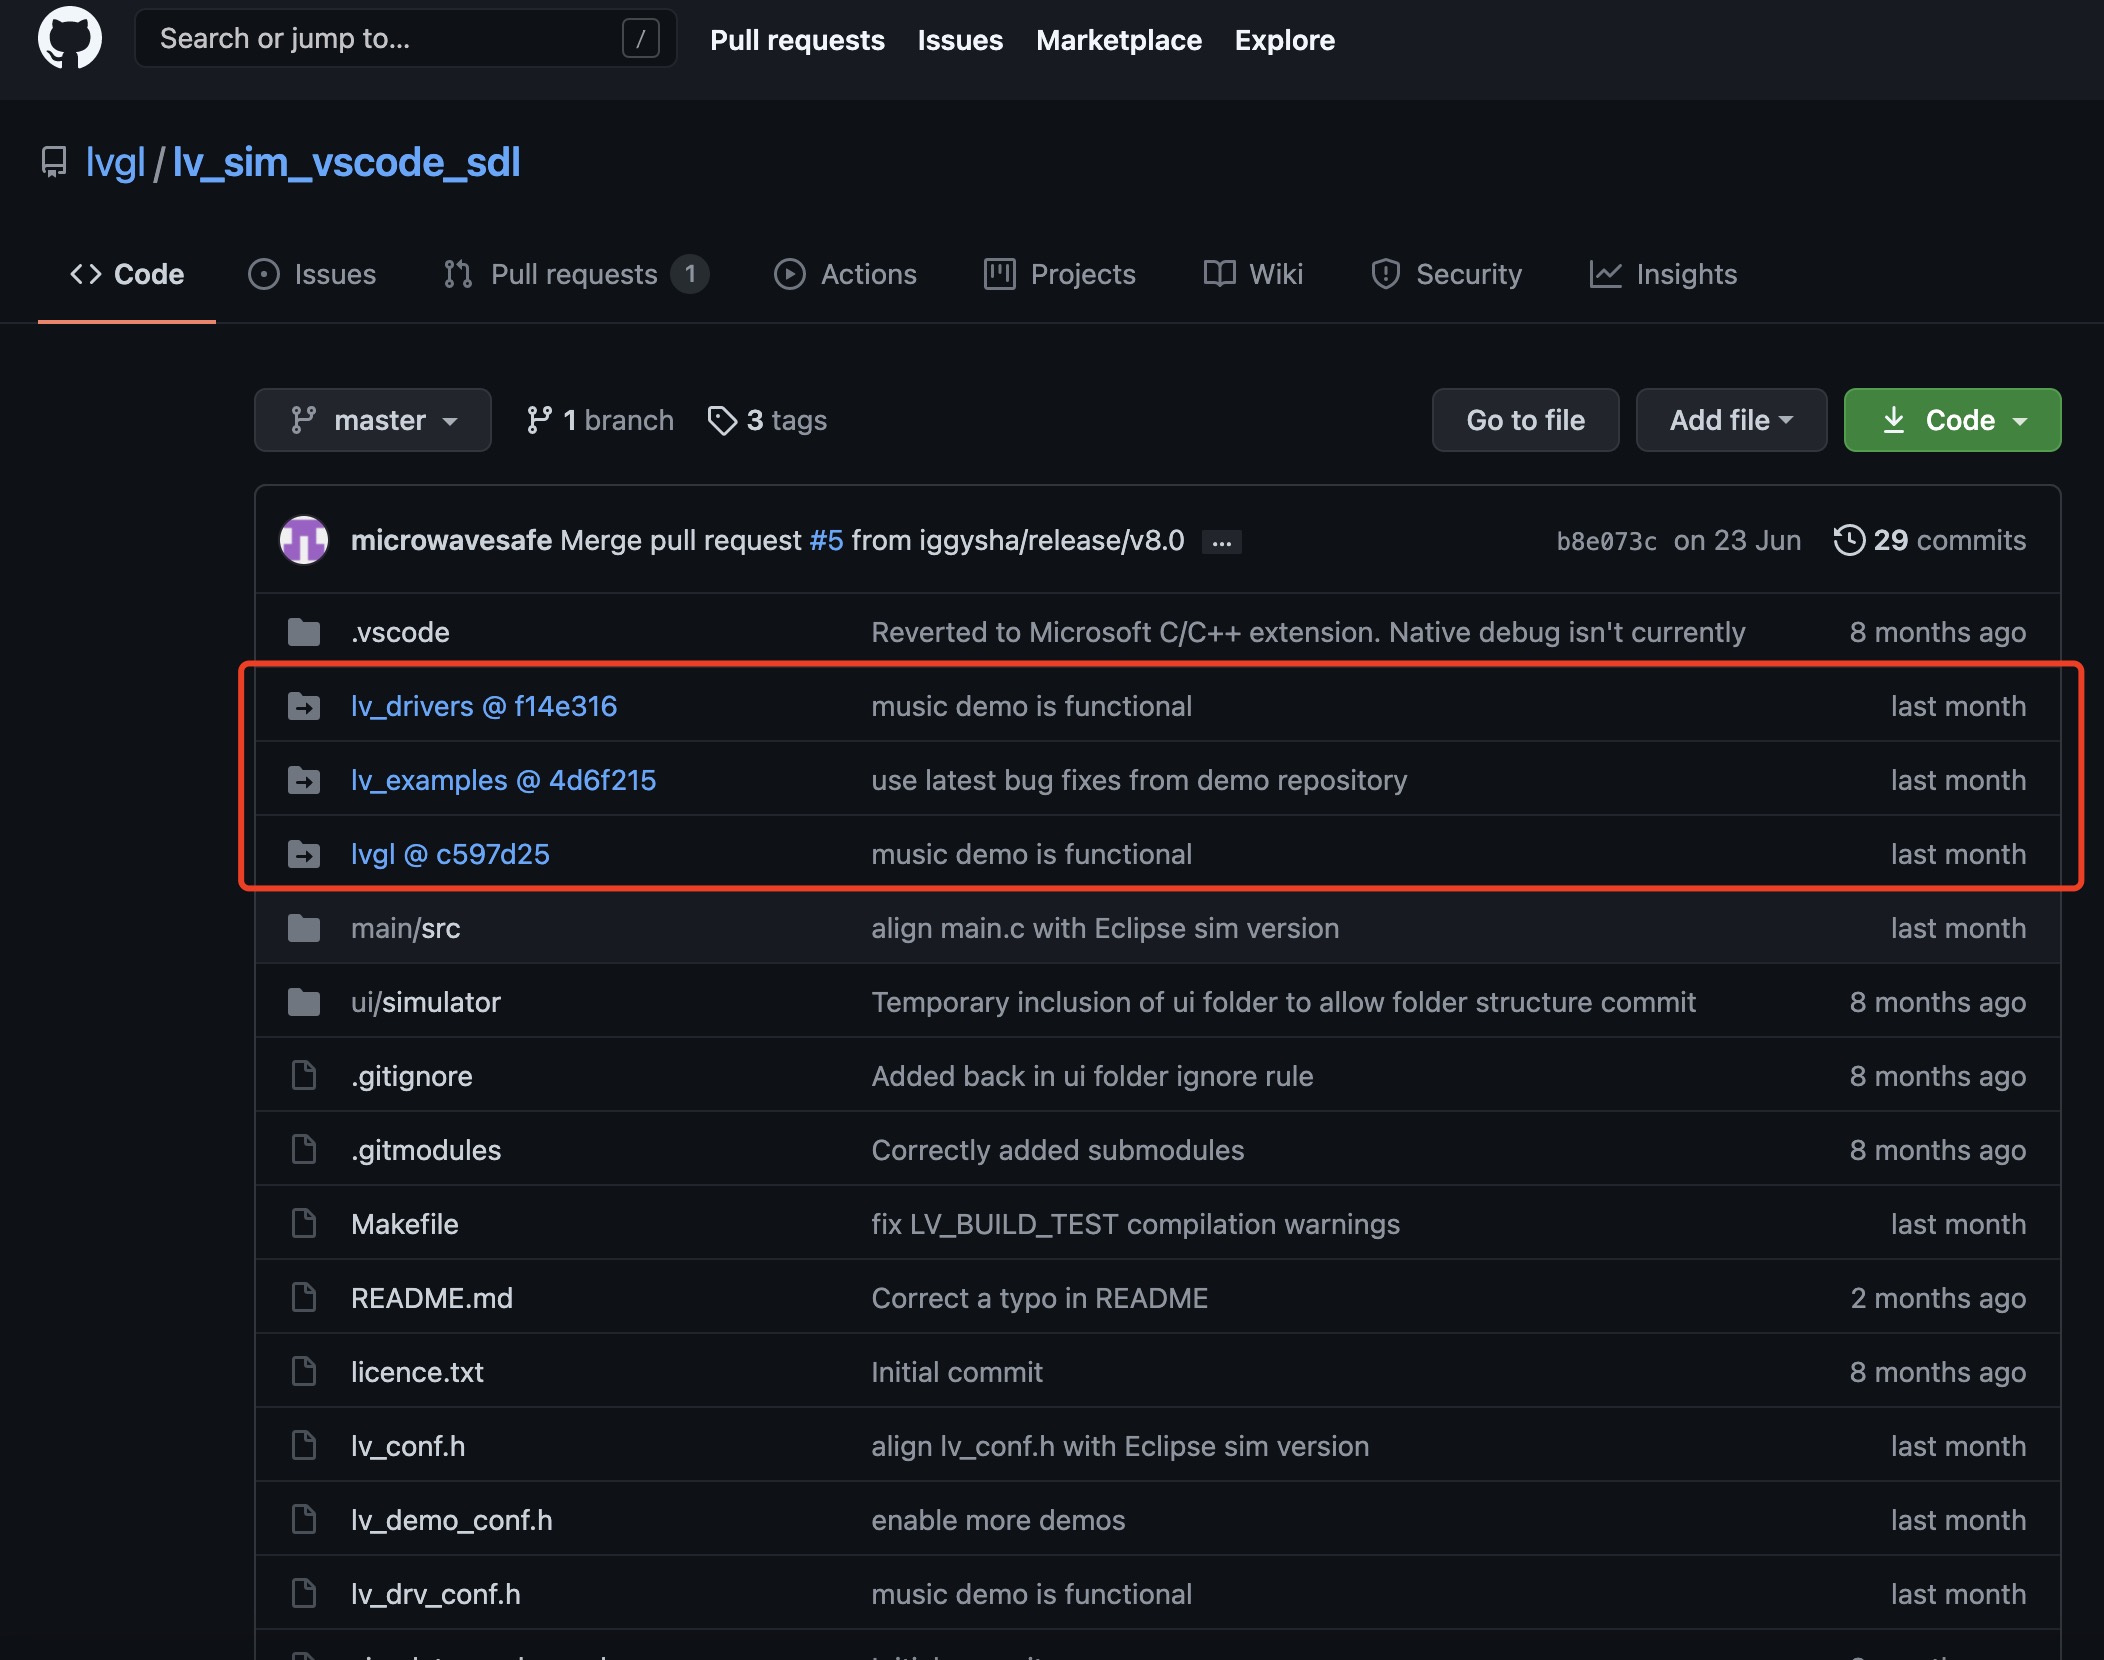 Search or jump to... / Pull requests Issues Marketplace Explore
lvgl / lv_sim_vscode_sdl
<> Code Issues Pull requests 1 Actions Projects Wiki Security Insights
master 1 branch 3 tags Go to file Add file Code
microwavesafe Merge pull request #5 from iggysha/release/v8.0 ... b8e073c on 23 Jun 29 commits
.vscode Reverted to Microsoft C/C++ extension. Native debug isn't currently 8 months ago
lv_drivers @ f14e316 music demo is functional last month
lv_examples @ 4d6f215 use latest bug fixes from demo repository last month
lvgl @ c597d25 music demo is functional last month
main/src align main.c with Eclipse sim version last month
ui/simulator Temporary inclusion of ui folder to allow folder structure commit 8 months ago
.gitignore Added back in ui folder ignore rule 8 months ago
.gitmodules Correctly added submodules 8 months ago
Makefile fix LV_BUILD_TEST compilation warnings last month
README.md Correct a typo in README 2 months ago
licence.txt Initial commit 8 months ago
lv_conf.h align lv_conf.h with Eclipse sim version last month
lv_demo_conf.h enable more demos last month
lv_drv_conf.h music demo is functional last month